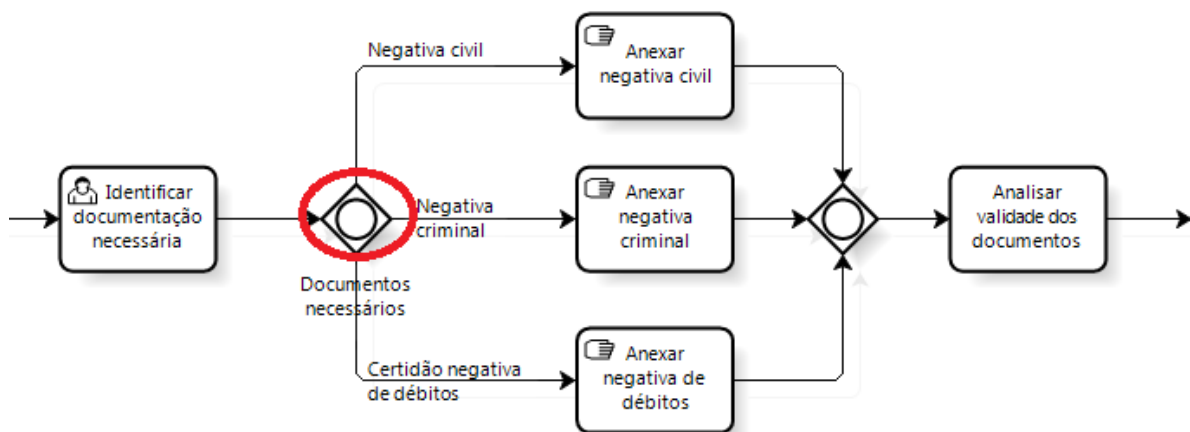 Identificar
documentação
necessária
Documentos
necessários
Negativa civil
Negativa
criminal
Certidão negativa
de débitos
Anexar
negativa civil
Anexar
negativa
criminal
Anexar
negativa de
débitos
Analisar
validade dos
documentos